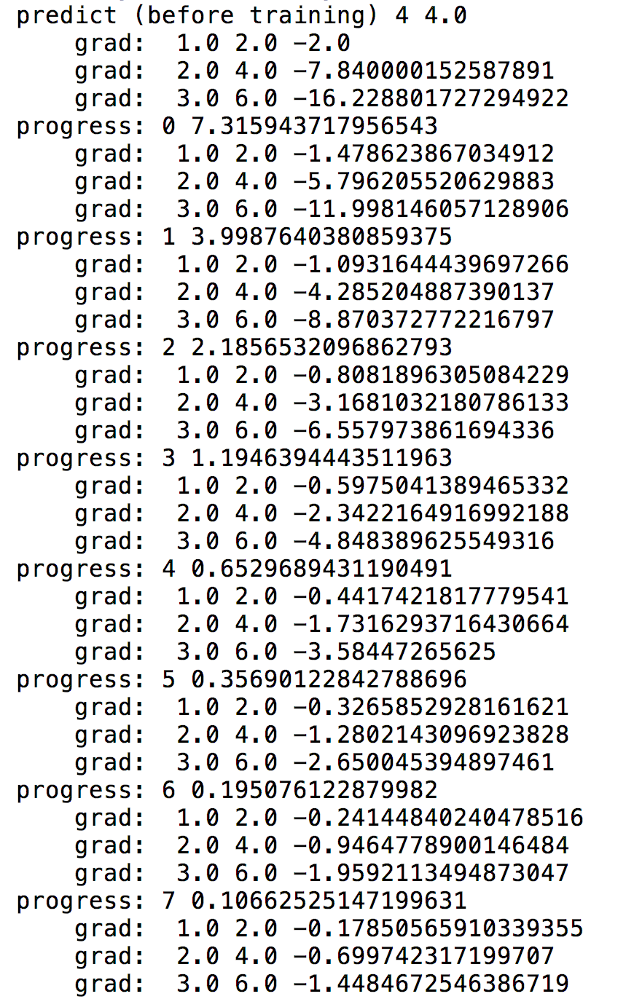 predict (before training) 4 4.0
grad: 1.0 2.0 -2.0
grad: 2.0 4.0 -7.840000152587891
grad: 3.0 6.0 -16.228801727294922
progress: 0 7.315943717956543
grad: 1.0 2.0 -1.478623867034912
grad: 2.0 4.0 -5.796205520629883
grad: 3.0 6.0 -11.998146057128906
progress: 1 3.9987640380859375
grad: 1.0 2.0 -1.0931644439697266
grad: 2.0 4.0 -4.285204887390137
grad: 3.0 6.0 -8.870372772216797
progress: 2 2.1856532096862793
grad: 1.0 2.0 -0.8081896305084229
grad: 2.0 4.0 -3.1681032180786133
grad: 3.0 6.0 -6.557973861694336
progress: 3 1.1946394443511963
grad: 1.0 2.0 -0.5975041389465332
grad: 2.0 4.0 -2.3422164916992188
grad: 3.0 6.0 -4.848389625549316
progress: 4 0.6529689431190491
grad: 1.0 2.0 -0.4417421817779541
grad: 2.0 4.0 -1.7316293716430664
grad: 3.0 6.0 -3.58447265625
progress: 5 0.35690122842788696
grad: 1.0 2.0 -0.3265852928161621
grad: 2.0 4.0 -1.2802143096923828
grad: 3.0 6.0 -2.650045394897461
progress: 6 0.195076122879982
grad: 1.0 2.0 -0.24144840240478516
grad: 2.0 4.0 -0.9464778900146484
grad: 3.0 6.0 -1.9592113494873047
progress: 7 0.10662525147199631
grad: 1.0 2.0 -0.17850565910339355
grad: 2.0 4.0 -0.699742317199707
grad: 3.0 6.0 -1.4484672546386719